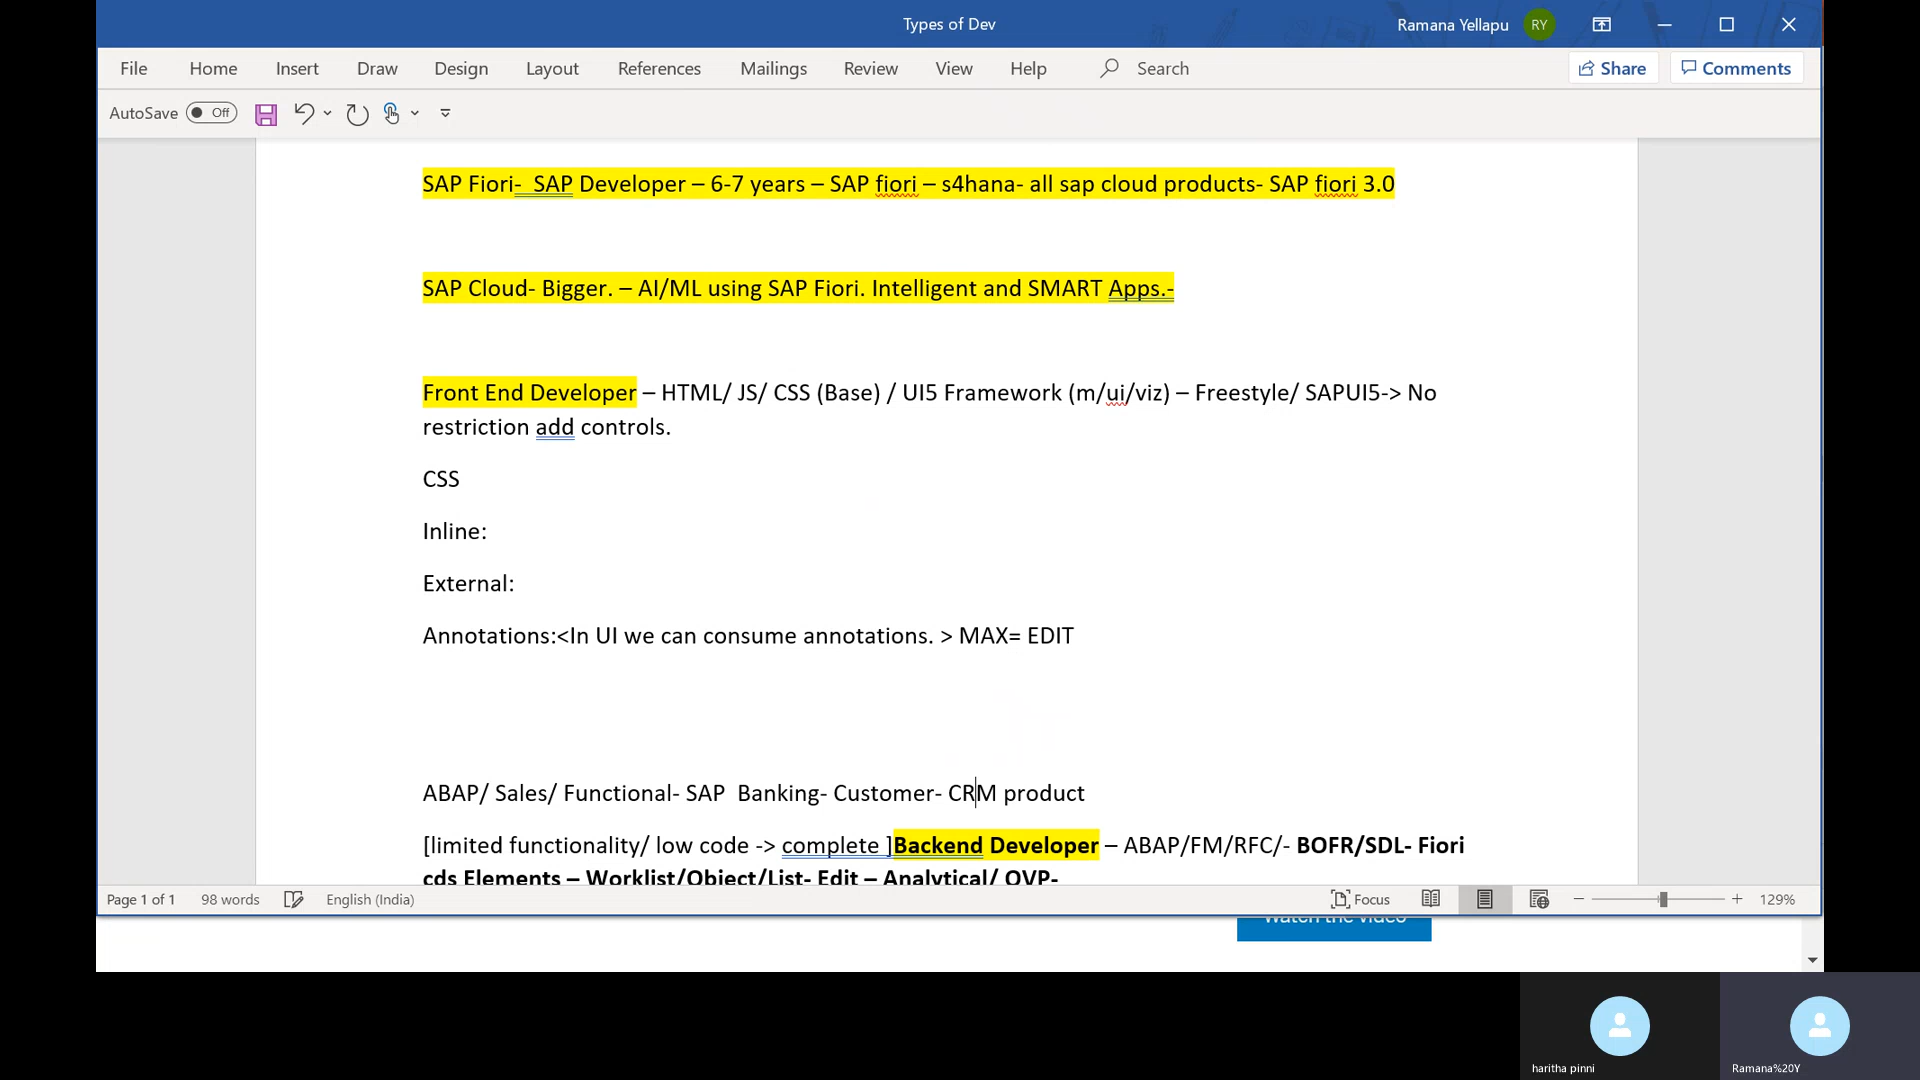 Types of Dev
Ramana Yellapu RY
File Home Insert Draw Design Layout References Mailings Review View Help Search Share Comments
AutoSave Off
SAP Fiori-  SAP Developer – 6-7 years – SAP fiori – s4hana- all sap cloud products- SAP fiori 3.0
SAP Cloud- Bigger. – AI/ML using SAP Fiori. Intelligent and SMART Apps.-
Front End Developer – HTML/ JS/ CSS (Base) / UI5 Framework (m/ui/viz) – Freestyle/ SAPUI5-> No
restriction add controls.
CSS
Inline:
External:
Annotations:<In UI we can consume annotations. > MAX= EDIT
ABAP/ Sales/ Functional- SAP  Banking- Customer- CRM product
[limited functionality/ low code -> complete ]Backend Developer – ABAP/FM/RFC/- BOFR/SDL- Fiori
cds Elements – Worklist/Object/List- Edit – Analytical/ OVP-
Page 1 of 1 98 words English (India) Focus 129%
Watch the video
haritha pinni Ramana%20Y